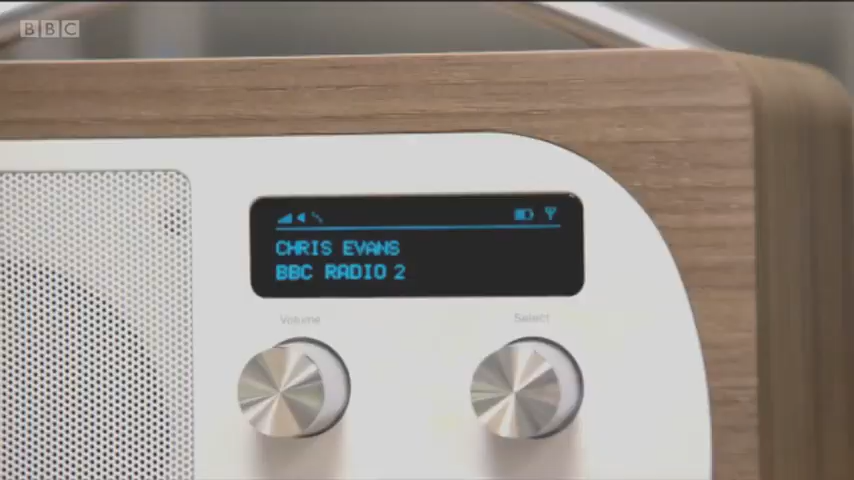 BBC
CHRIS EVANS
BBC RADIO 2
Volume
Select